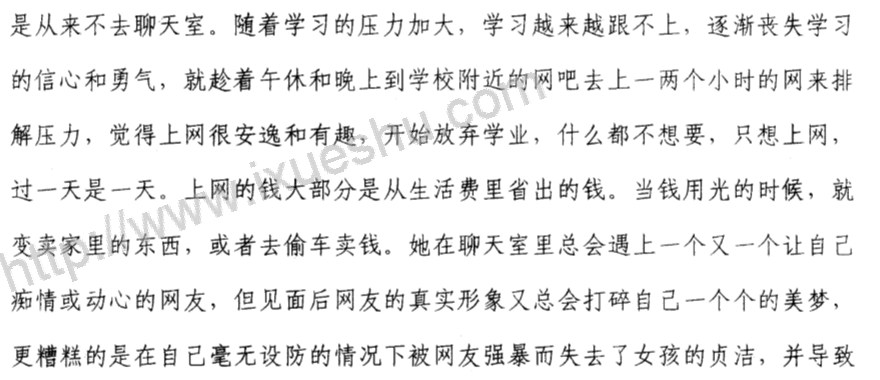 是从来不去聊天室。随着学习的压力加大，学习越来越跟不上，逐渐丧失学习
的信心和勇气，就趁着午休和晚上到学校附近的网吧去上一两个小时的网来排
解压力，觉得上网很安逸和有趣，开始放弃学业，什么都不想要，只想上网，
过一天是一天。上网的钱大部分是从生活费里省出的钱。当钱用光的时候，就
变卖家里的东西，或者去偷车卖钱。她在聊天室里总会遇上一个又一个让自己
痴情或动心的网友，但见面后网友的真实形象又总会打碎自己一个个的美梦，
更糟糕的是在自己毫无设防的情况下被网友强暴而失去了女孩的贞洁，并导致
http://www.ixueshu.com